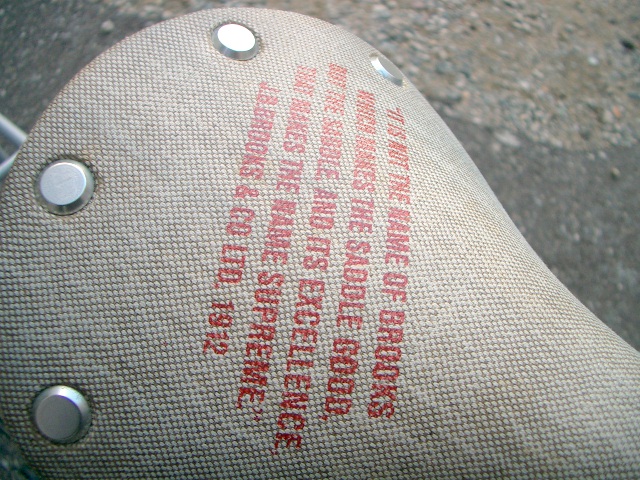 "IT IS NOT THE NAME OF BROOKS
WHICH MAKES THE SADDLE GOOD,
THE SADDLE AND ITS EXCELLENCE,
THAT MAKES THE NAME SUPREME."
J.B. BROOKS & CO LTD. 1912